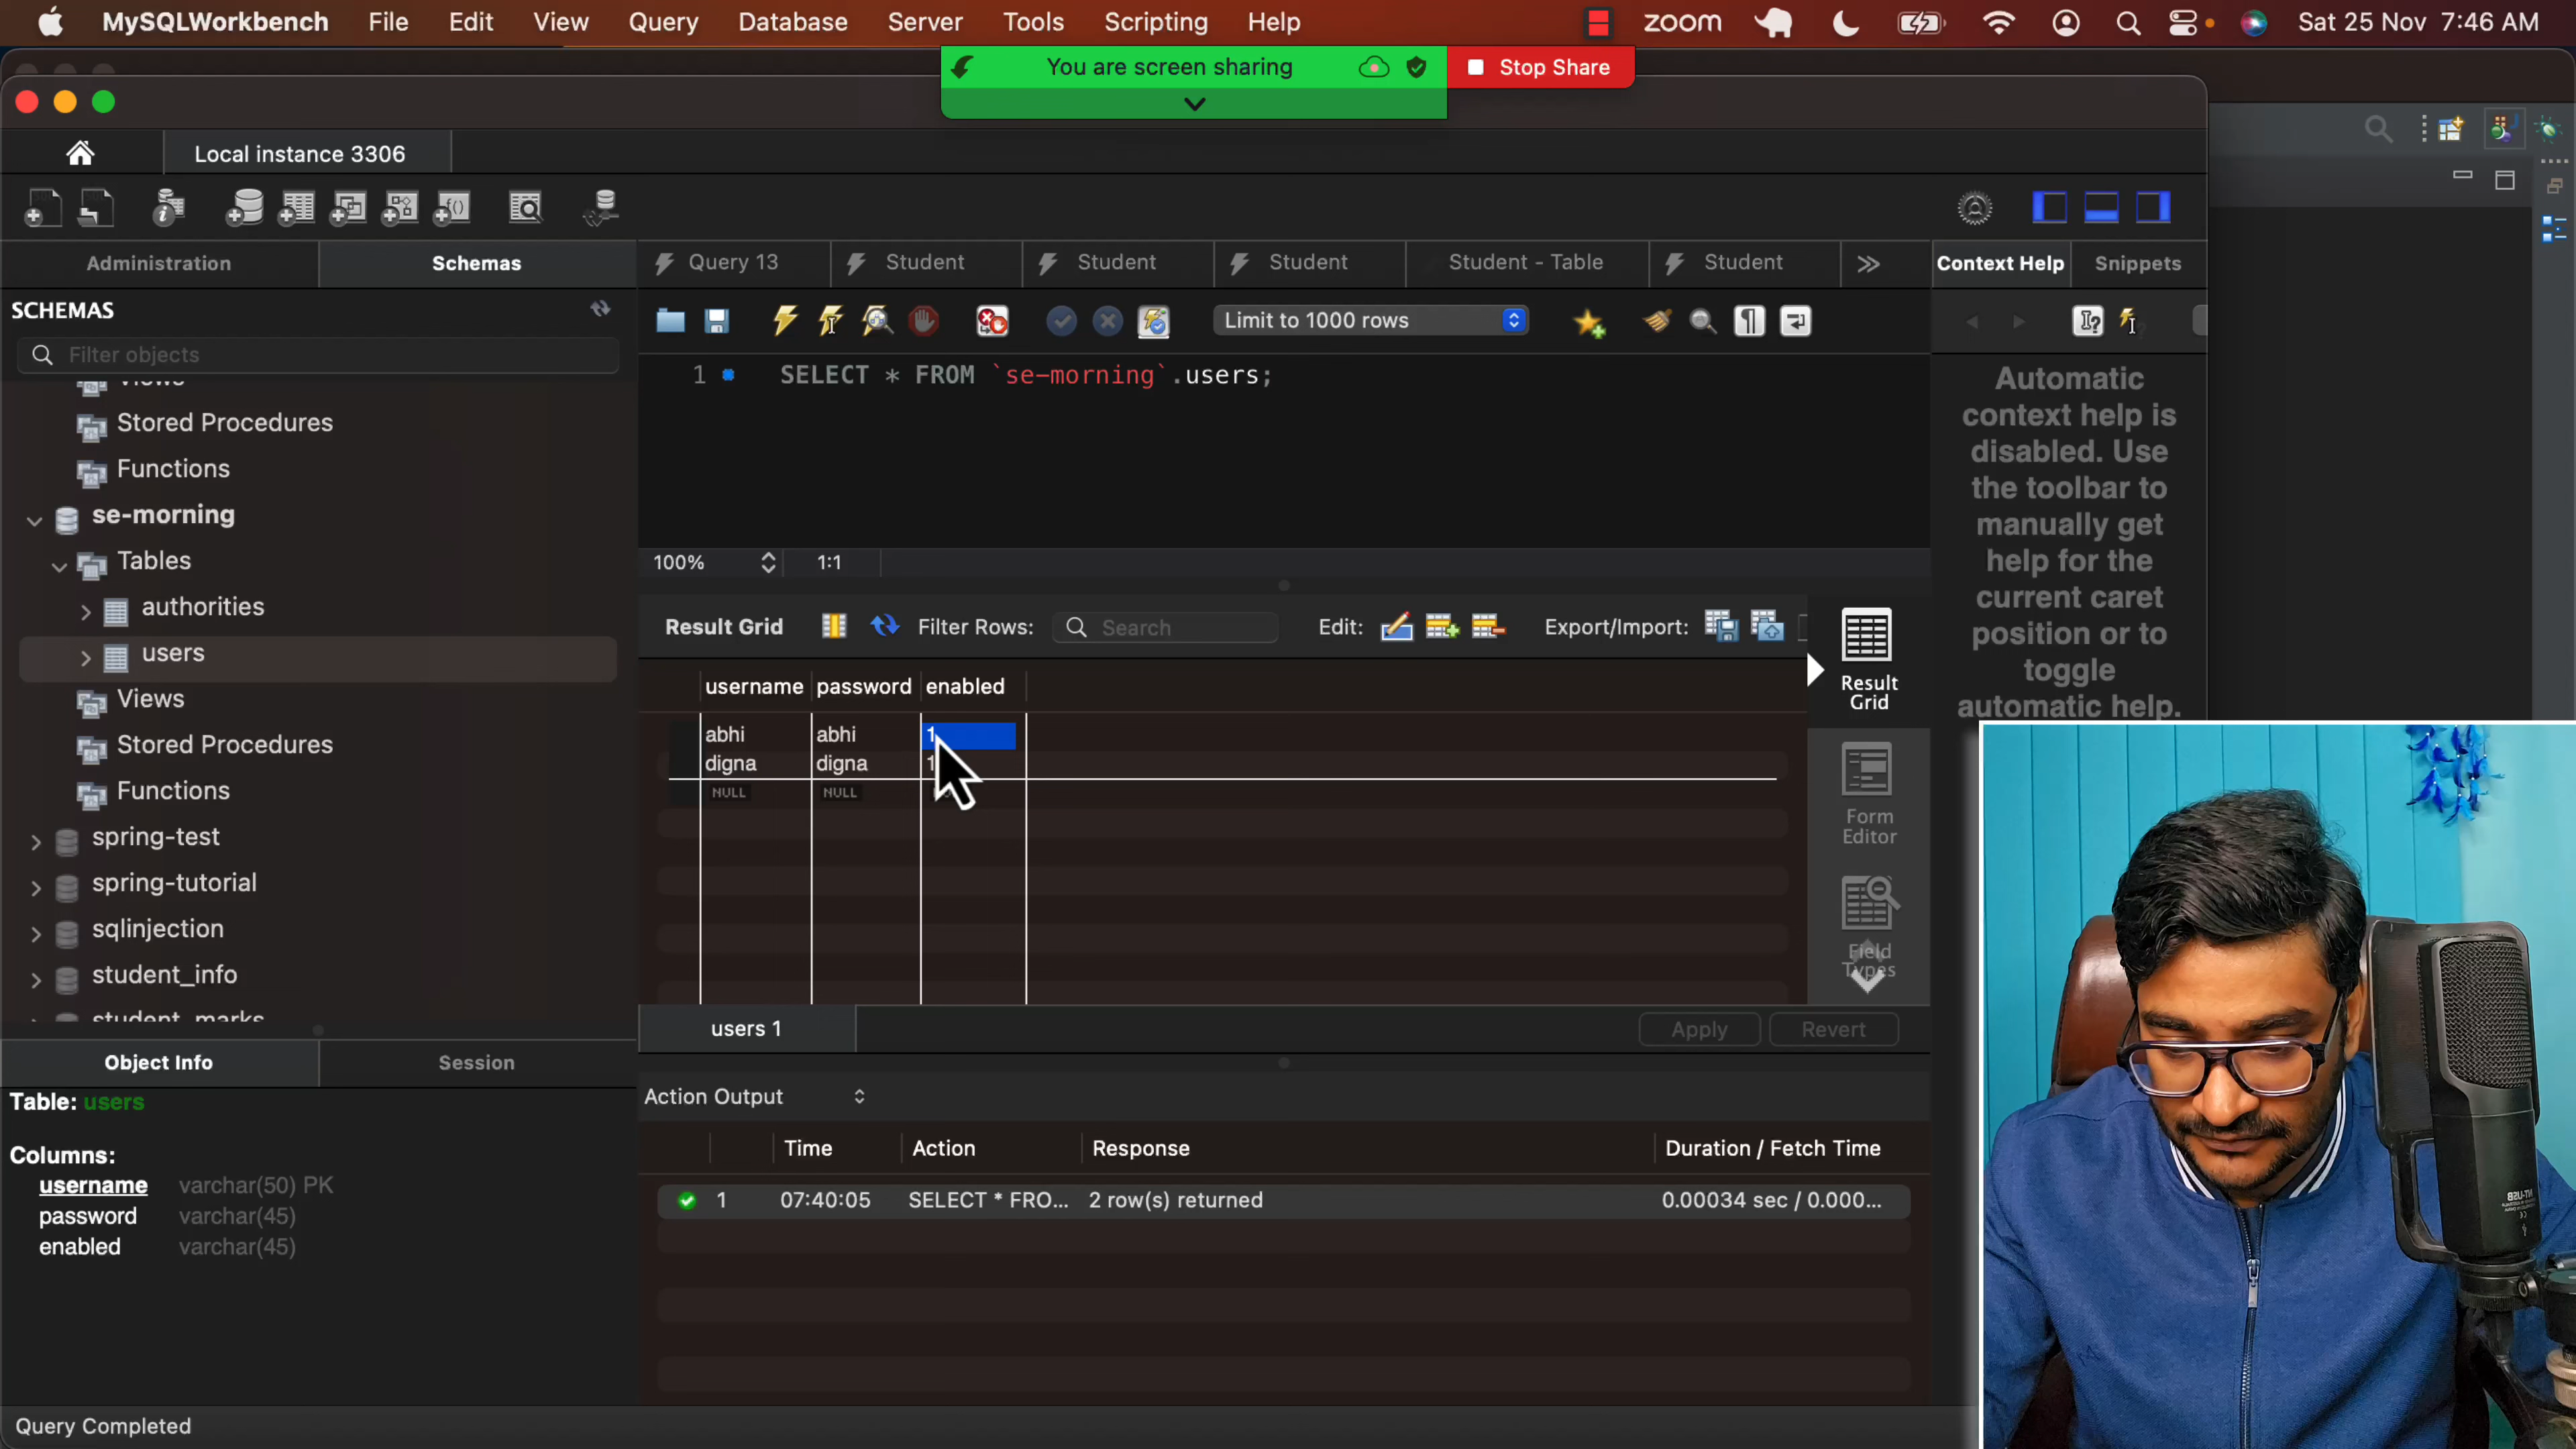 MySQLWorkbench File Edit View Query Database Server Tools Scripting Help zoom Sat 25 Nov 7:46 AM
You are screen sharing Stop Share
Local instance 3306
Administration Schemas Query 13 Student Student Student Student - Table Student Context Help Snippets
SCHEMAS
Filter objects
Limit to 1000 rows
1 SELECT * FROM `se-morning`.users;
Views
Stored Procedures
Functions
se-morning
Tables
authorities
users
Views
Stored Procedures
Functions
spring-test
spring-tutorial
sqlinjection
student_info
student_marks
Automatic
context help is
disabled. Use
the toolbar to
manually get
help for the
current caret
position or to
toggle
automatic help.
100% 1:1
Result Grid Filter Rows: Search Edit: Export/Import:
username password enabled
abhi abhi 1
digna digna 1
NULL NULL
Result
Grid
Form
Editor
Field
Types
users 1 Apply Revert
Object Info Session
Table: users
Columns:
username varchar(50) PK
password varchar(45)
enabled varchar(45)
Action Output
Time Action Response Duration / Fetch Time
1 07:40:05 SELECT * FRO... 2 row(s) returned 0.00034 sec / 0.000...
Query Completed
NT-USB